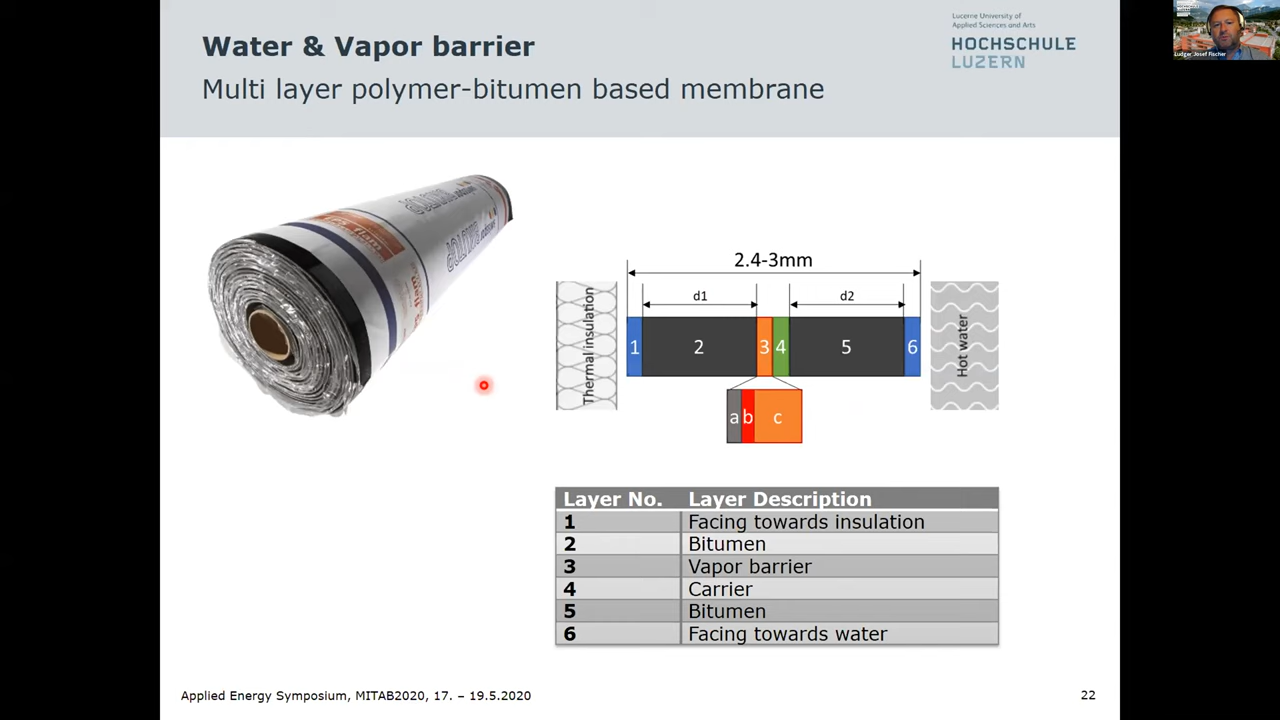 Water & Vapor barrier
Multi layer polymer-bitumen based membrane
Lucerne University of
Applied Sciences and Arts
HOCHSCHULE
LUZERN
Ludger Josef Fischer
2.4-3mm
d1
d2
Thermal insulation
1
2
3
4
5
6
Hot water
a
b
c
Layer No. Layer Description
1 Facing towards insulation
2 Bitumen
3 Vapor barrier
4 Carrier
5 Bitumen
6 Facing towards water
Applied Energy Symposium, MITAB2020, 17. – 19.5.2020
22